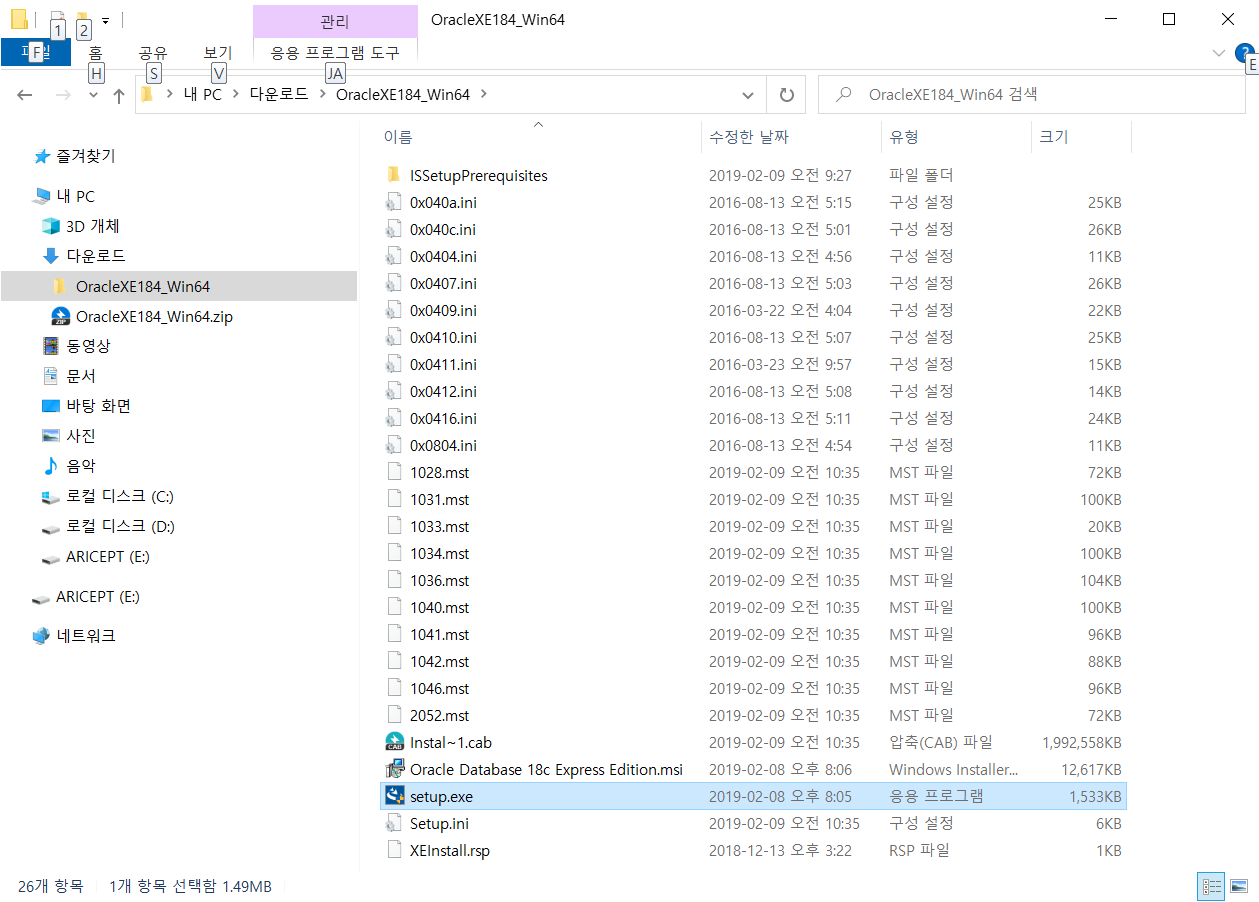 1 2 관리 OracleXE184_Win64
F 홈 공유 보기 응용 프로그램 도구 ?
H S V JA E
내 PC 다운로드 OracleXE184_Win64 OracleXE184_Win64 검색
이름 수정한 날짜 유형 크기
즐겨찾기
내 PC
3D 개체
다운로드
OracleXE184_Win64
OracleXE184_Win64.zip
동영상
문서
바탕 화면
사진
음악
로컬 디스크 (C:)
로컬 디스크 (D:)
ARICEPT (E:)
ARICEPT (E:)
네트워크
ISSetupPrerequisites 2019-02-09 오전 9:27 파일 폴더
0x040a.ini 2016-08-13 오전 5:15 구성 설정 25KB
0x040c.ini 2016-08-13 오전 5:01 구성 설정 26KB
0x0404.ini 2016-08-13 오전 4:56 구성 설정 11KB
0x0407.ini 2016-08-13 오전 5:03 구성 설정 26KB
0x0409.ini 2016-03-22 오전 4:04 구성 설정 22KB
0x0410.ini 2016-08-13 오전 5:07 구성 설정 25KB
0x0411.ini 2016-03-23 오전 9:57 구성 설정 15KB
0x0412.ini 2016-08-13 오전 5:08 구성 설정 14KB
0x0416.ini 2016-08-13 오전 5:11 구성 설정 24KB
0x0804.ini 2016-08-13 오전 4:54 구성 설정 11KB
1028.mst 2019-02-09 오전 10:35 MST 파일 72KB
1031.mst 2019-02-09 오전 10:35 MST 파일 100KB
1033.mst 2019-02-09 오전 10:35 MST 파일 20KB
1034.mst 2019-02-09 오전 10:35 MST 파일 100KB
1036.mst 2019-02-09 오전 10:35 MST 파일 104KB
1040.mst 2019-02-09 오전 10:35 MST 파일 100KB
1041.mst 2019-02-09 오전 10:35 MST 파일 96KB
1042.mst 2019-02-09 오전 10:35 MST 파일 88KB
1046.mst 2019-02-09 오전 10:35 MST 파일 96KB
2052.mst 2019-02-09 오전 10:35 MST 파일 72KB
Instal~1.cab 2019-02-09 오전 10:35 압축(CAB) 파일 1,992,558KB
Oracle Database 18c Express Edition.msi 2019-02-08 오후 8:06 Windows Installer... 12,617KB
setup.exe 2019-02-08 오후 8:05 응용 프로그램 1,533KB
Setup.ini 2019-02-09 오전 10:35 구성 설정 6KB
XEInstall.rsp 2018-12-13 오후 3:22 RSP 파일 1KB
26개 항목 1개 항목 선택함 1.49MB